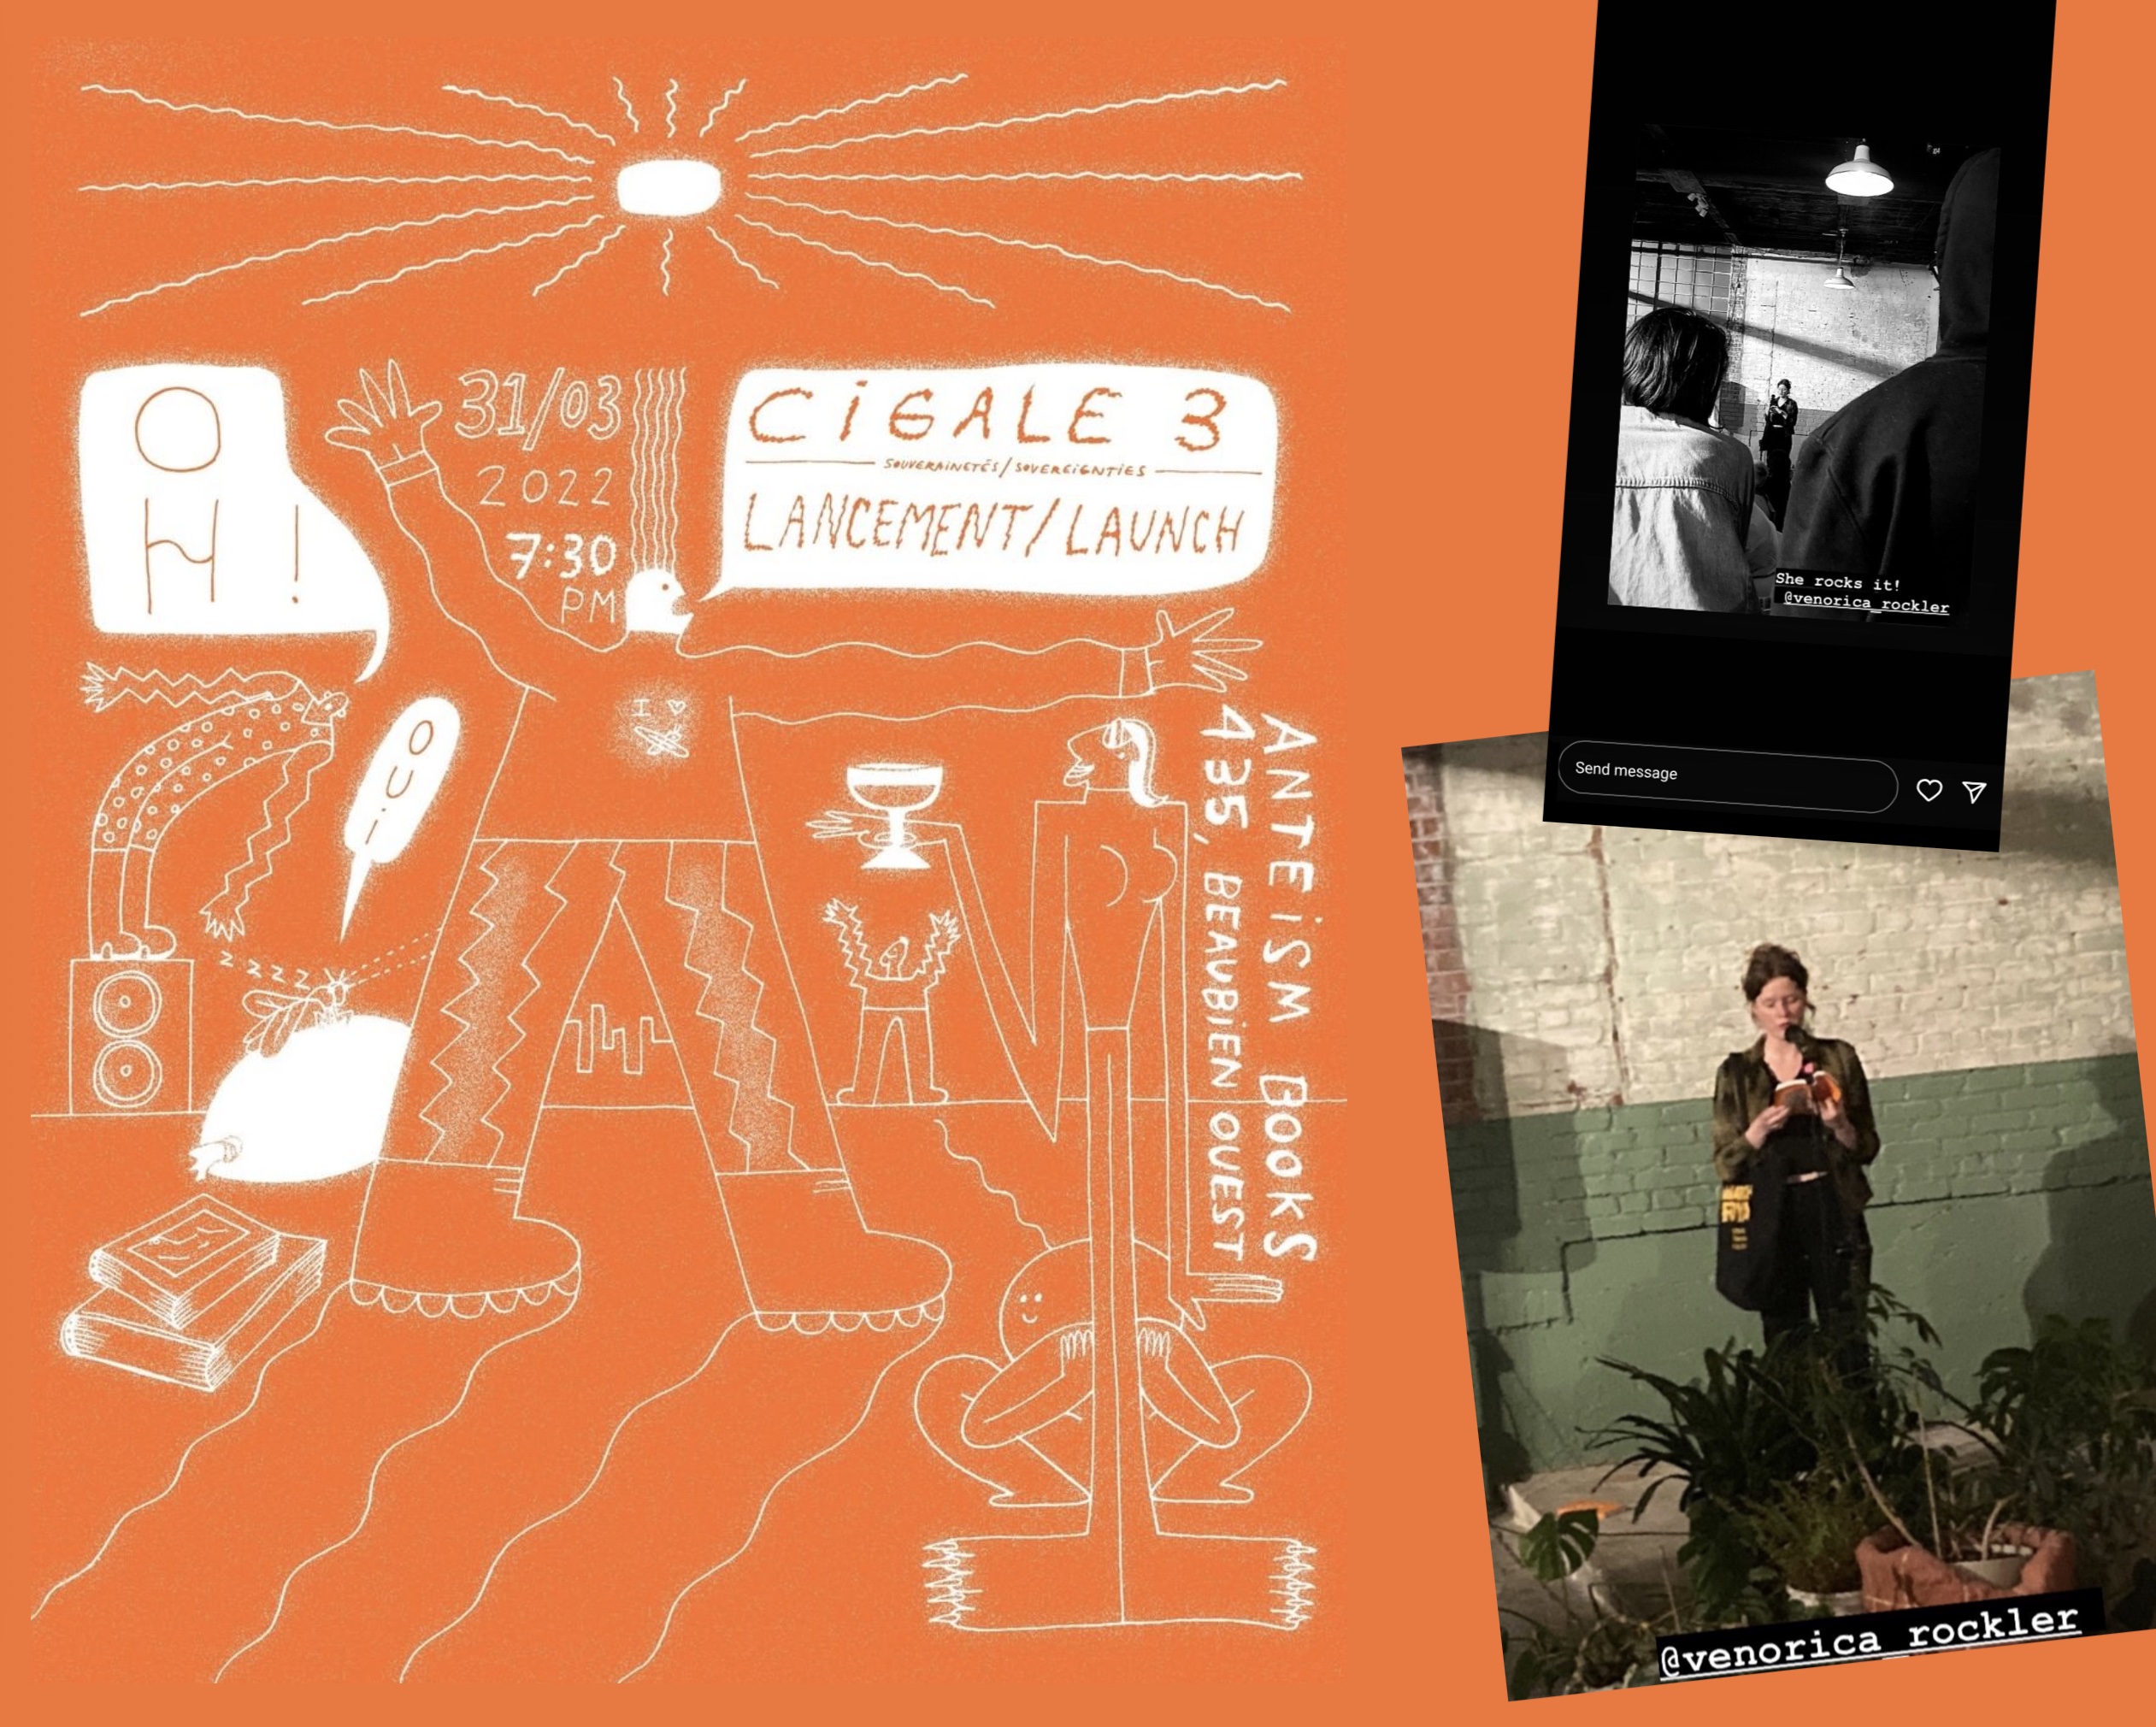 O
H!
31/03
2022
7:30
PM
CIGALE 3
SOUVERAINETÉS/SOVEREIGNTIES
LANCEMENT/LAUNCH
OUI
I ♡
ZZZZ
ANTEISM BOOKS
435, BEAUBIEN OUEST
She rocks it!
@venorica_rockler
Send message
@venorica_rockler